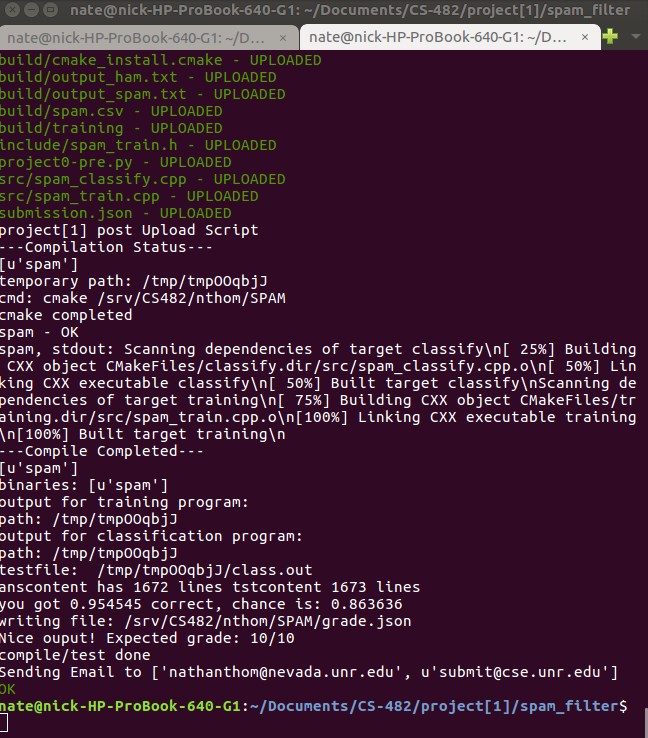 nate@nick-HP-ProBook-640-G1: ~/Documents/CS-482/project[1]/spam_filter
nate@nick-HP-ProBook-640-G1: ~/D... × nate@nick-HP-ProBook-640-G1: ~/D... ×
build/cmake_install.cmake - UPLOADED
build/output_ham.txt - UPLOADED
build/output_spam.txt - UPLOADED
build/spam.csv - UPLOADED
build/training - UPLOADED
include/spam_train.h - UPLOADED
project0-pre.py - UPLOADED
src/spam_classify.cpp - UPLOADED
src/spam_train.cpp - UPLOADED
submission.json - UPLOADED
project[1] post Upload Script
---Compilation Status---
[u'spam']
temporary path: /tmp/tmpOOqbjJ
cmd: cmake /srv/CS482/nthom/SPAM
cmake completed
spam - OK
spam, stdout: Scanning dependencies of target classify\n[ 25%] Building
 CXX object CMakeFiles/classify.dir/src/spam_classify.cpp.o\n[ 50%] Lin
king CXX executable classify\n[ 50%] Built target classify\nScanning de
pendencies of target training\n[ 75%] Building CXX object CMakeFiles/tr
aining.dir/src/spam_train.cpp.o\n[100%] Linking CXX executable training
\n[100%] Built target training\n
---Compile Completed---
[u'spam']
binaries: [u'spam']
output for training program:
path: /tmp/tmpOOqbjJ
output for classification program:
path: /tmp/tmpOOqbjJ
testfile:  /tmp/tmpOOqbjJ/class.out
anscontent has 1672 lines tstcontent 1673 lines
you got 0.954545 correct, chance is: 0.863636
writing file: /srv/CS482/nthom/SPAM/grade.json
Nice ouput! Expected grade: 10/10
compile/test done
Sending Email to ['nathanthom@nevada.unr.edu', u'submit@cse.unr.edu']
OK
nate@nick-HP-ProBook-640-G1:~/Documents/CS-482/project[1]/spam_filter$